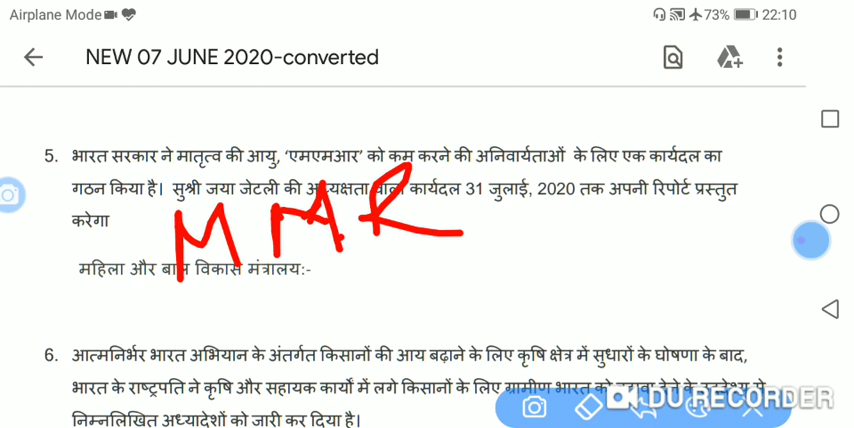 Airplane Mode 73% 22:10
NEW 07 JUNE 2020-converted
5. भारत सरकार ने मातृत्व की आयु, ‘एमएमआर’ को कम करने की अनिवार्यताओं के लिए एक कार्यदल का
गठन किया है। सुश्री जया जेटली की अध्यक्षता वाला कार्यदल 31 जुलाई, 2020 तक अपनी रिपोर्ट प्रस्तुत
करेगा
MMR
महिला और बाल विकास मंत्रालय:-
6. आत्मनिर्भर भारत अभियान के अंतर्गत किसानों की आय बढ़ाने के लिए कृषि क्षेत्र में सुधारों के घोषणा के बाद,
भारत के राष्ट्रपति ने कृषि और सहायक कार्यों में लगे किसानों के लिए ग्रामीण भारत को
निम्नलिखित अध्यादेशों को जारी कर दिया है।
DU RECORDER